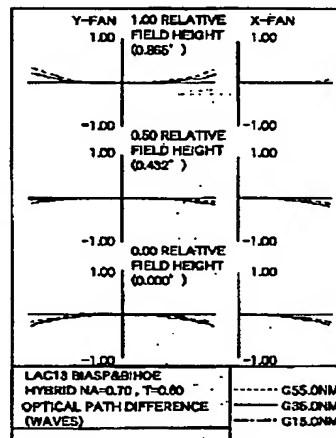 Y-FAN 1.00 RELATIVE FIELD HEIGHT (0.865°) X-FAN
1.00 1.00
-1.00 -1.00
0.50 RELATIVE FIELD HEIGHT (0.432°)
1.00 1.00
-1.00 -1.00
0.00 RELATIVE FIELD HEIGHT (0.000°)
1.00 1.00
-1.00 -1.00
LAC13 BIASP&BIHOE
HYBRID NA=0.70, T=0.60
OPTICAL PATH DIFFERENCE
(WAVES)
655.0NM
635.0NM
615.0NM